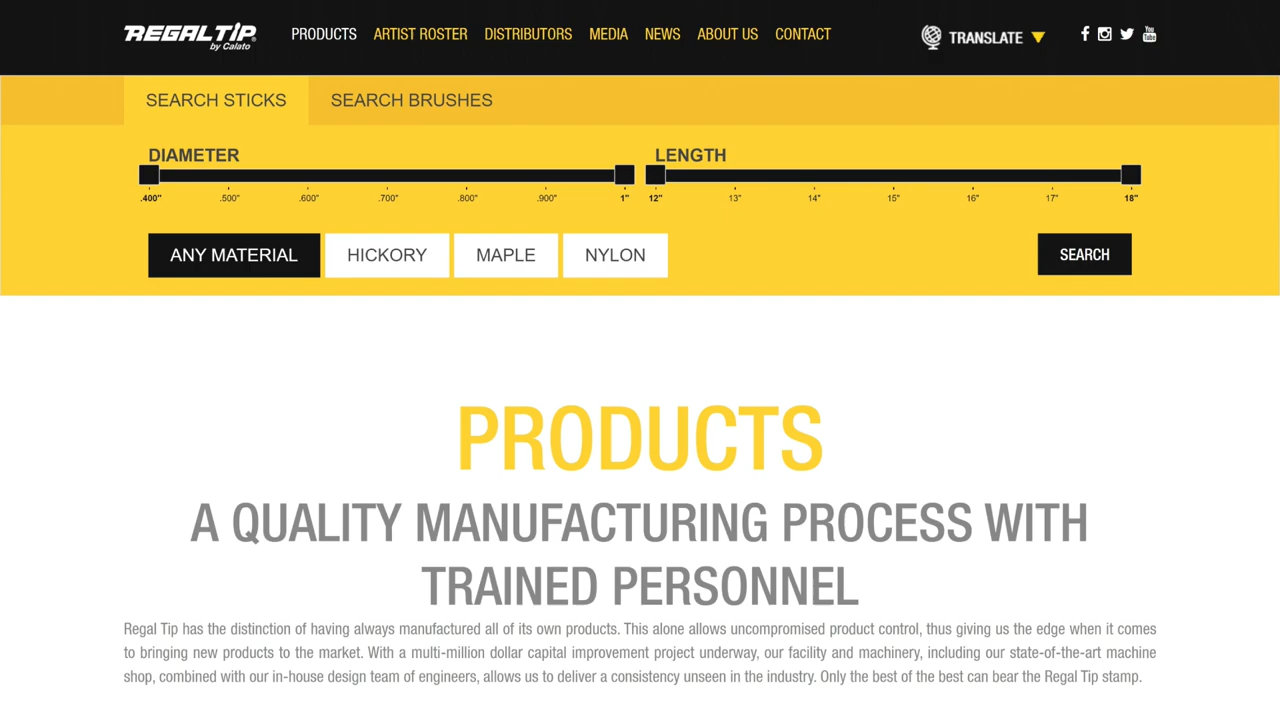 REGAL TIP®
by Calato
PRODUCTS ARTIST ROSTER DISTRIBUTORS MEDIA NEWS ABOUT US CONTACT
TRANSLATE
You Tube
SEARCH STICKS SEARCH BRUSHES
DIAMETER LENGTH
.400" .500" .600" .700" .800" .900" 1" 12" 13" 14" 15" 16" 17" 18"
ANY MATERIAL HICKORY MAPLE NYLON SEARCH
PRODUCTS
A QUALITY MANUFACTURING PROCESS WITH
TRAINED PERSONNEL
Regal Tip has the distinction of having always manufactured all of its own products. This alone allows uncompromised product control, thus giving us the edge when it comes
to bringing new products to the market. With a multi-million dollar capital improvement project underway, our facility and machinery, including our state-of-the-art machine
shop, combined with our in-house design team of engineers, allows us to deliver a consistency unseen in the industry. Only the best of the best can bear the Regal Tip stamp.